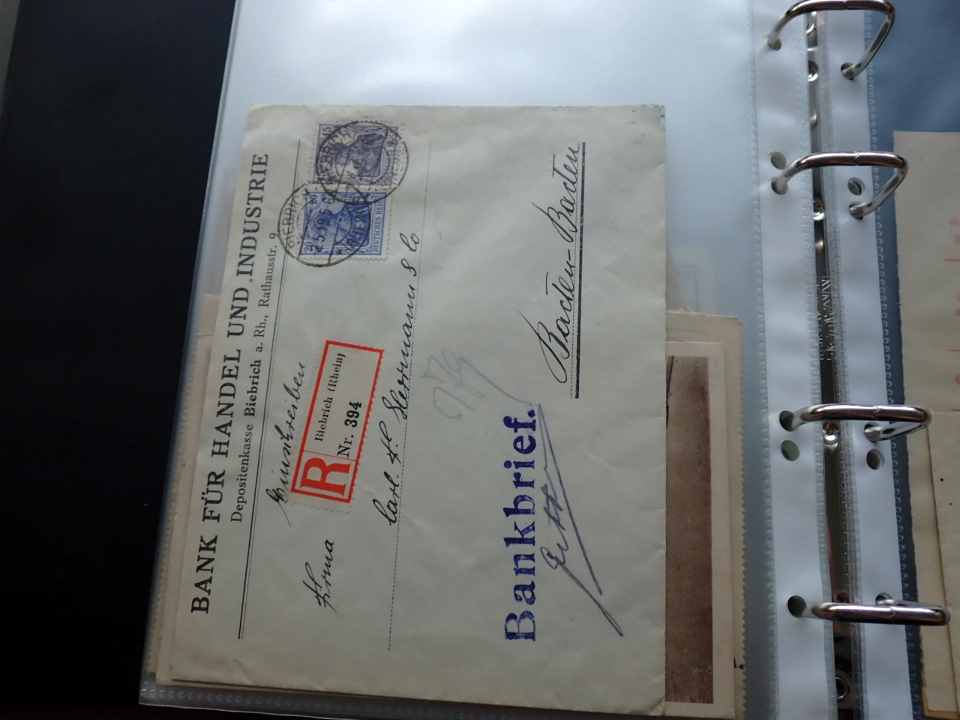 BANK FÜR HANDEL UND INDUSTRIE
Depositenkasse Biebrich a. Rh., Rathausstr. 9
Einschreiben
R
Biebrich (Rhein)
Nr. 394
Firma
Carl H. Herrmann & Co
Bankbrief.
Baden-Baden